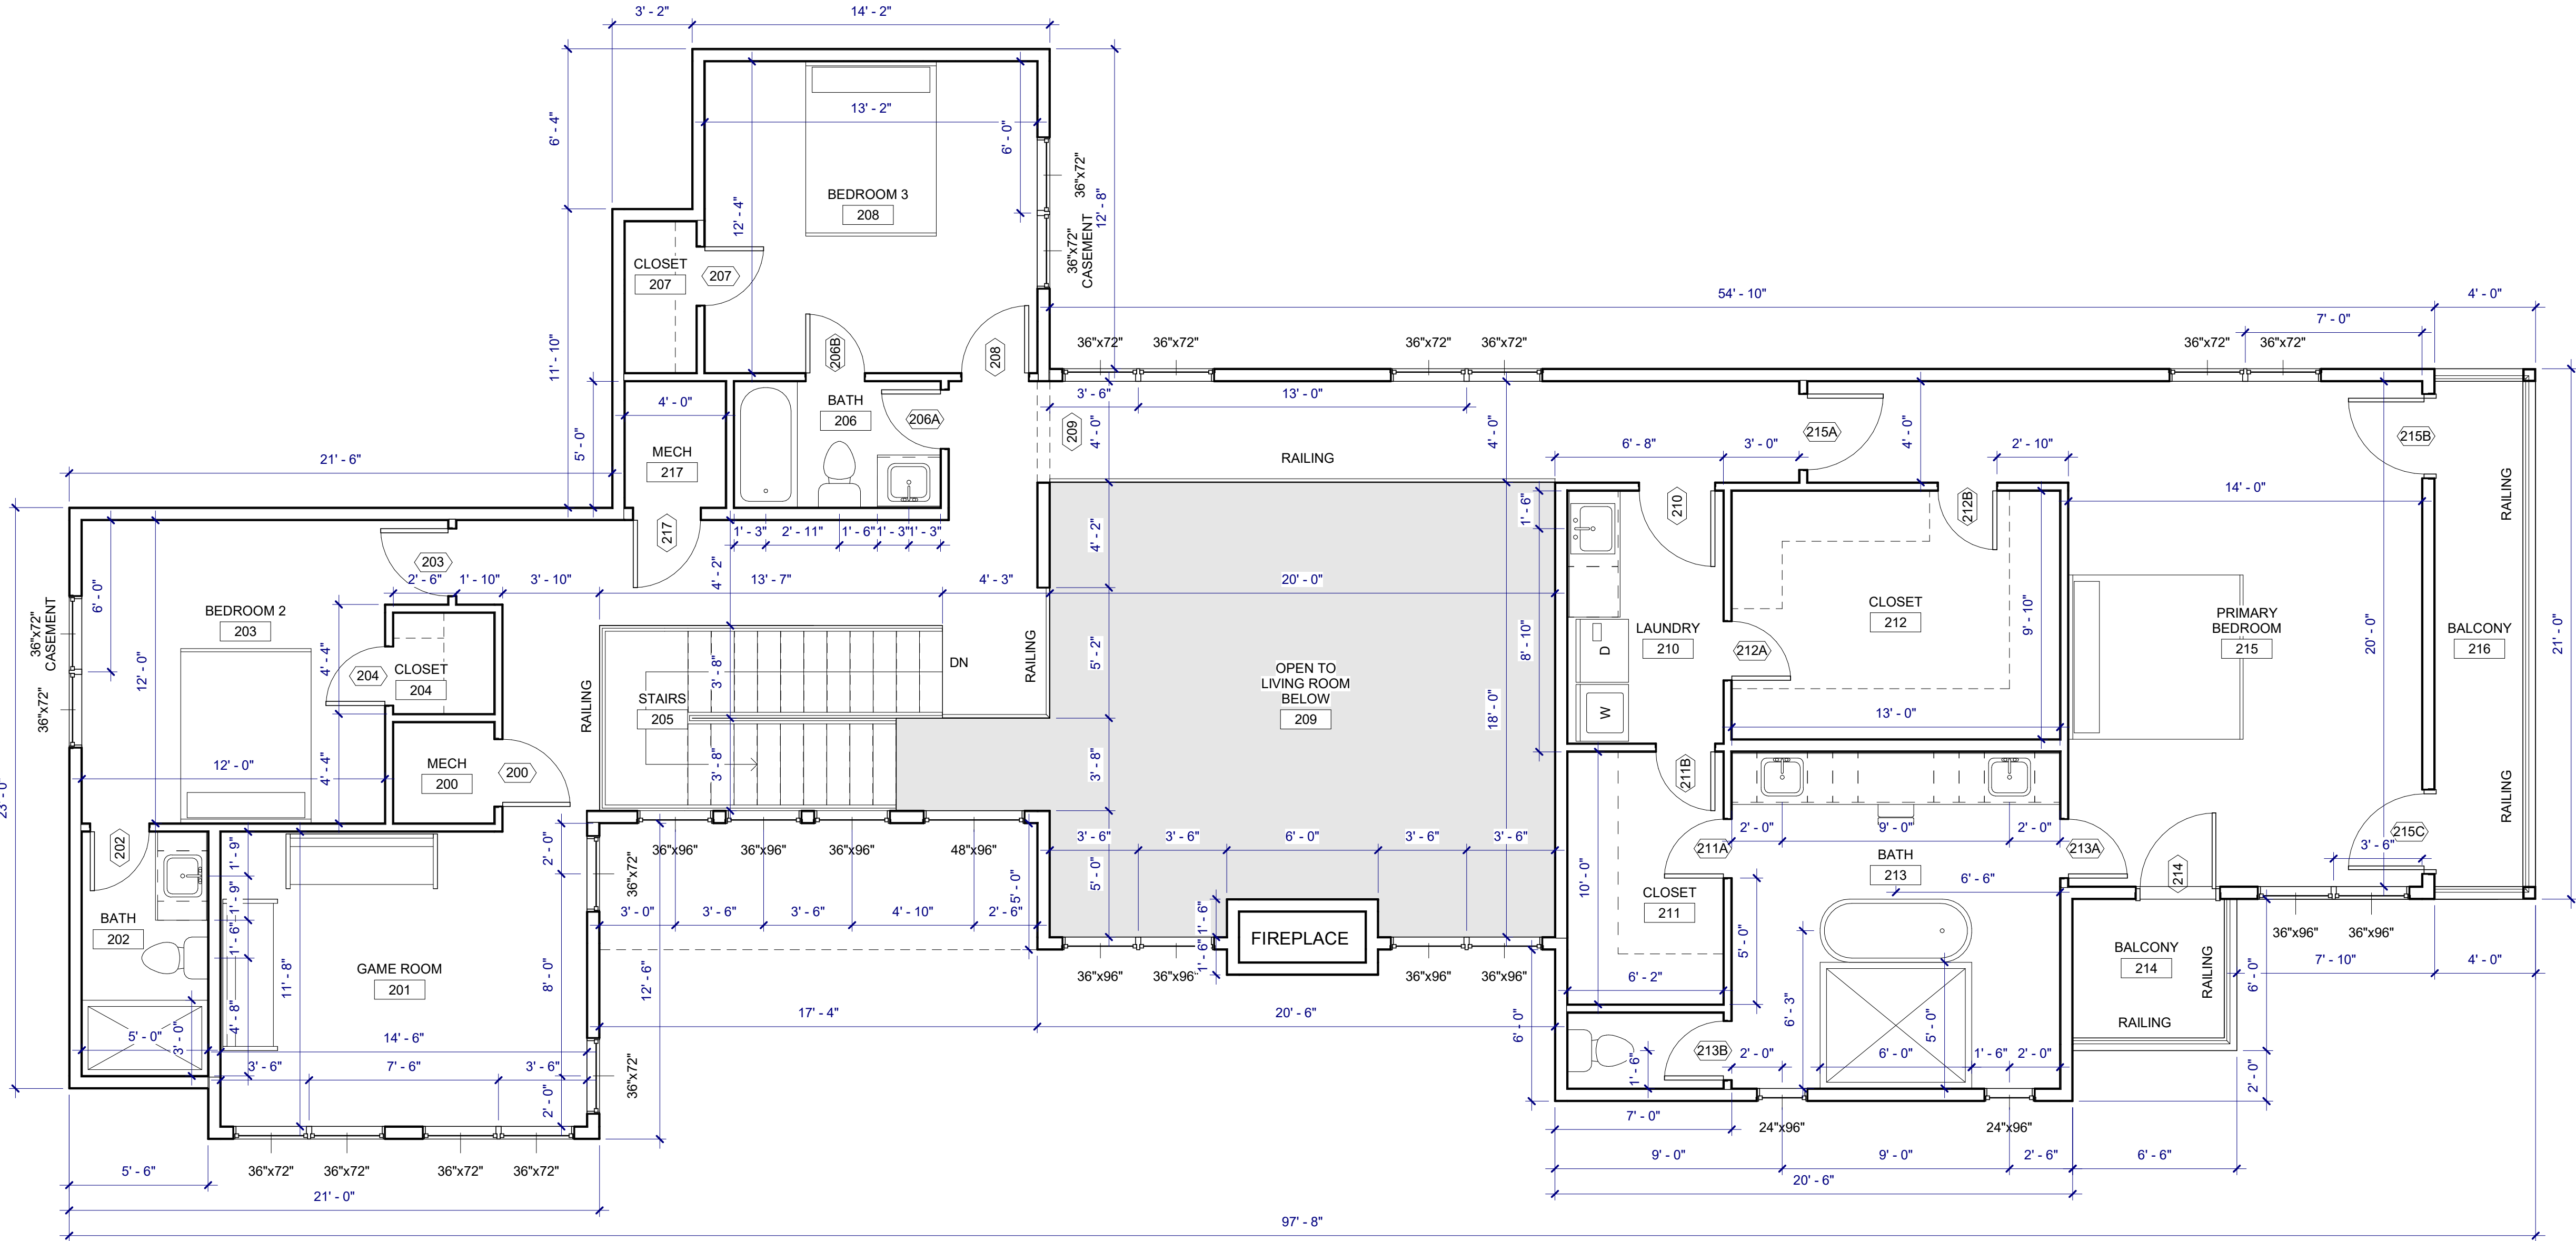 3' - 2"
14' - 2"
6' - 4"
13' - 2"
6' - 0"
36"x72"
12' - 8"
BEDROOM 3
208
12' - 4"
36"x72"
CASEMENT
CLOSET
207
207
54' - 10"
4' - 0"
7' - 0"
11' - 10"
206B
208
36"x72"
36"x72"
36"x72"
36"x72"
36"x72"
36"x72"
4' - 0"
BATH
206
206A
209
3' - 6"
4' - 0"
13' - 0"
4' - 0"
215A
4' - 0"
215B
5' - 0"
MECH
217
RAILING
6' - 8"
3' - 0"
2' - 10"
21' - 6"
14' - 0"
RAILING
217
1' - 3"
2' - 11"
1' - 6"
1' - 3"
1' - 3"
4' - 2"
4' - 2"
1' - 6"
210
212B
203
2' - 6"
1' - 10"
3' - 10"
13' - 7"
4' - 3"
20' - 0"
6' - 0"
36"x72"
CASEMENT
BEDROOM 2
203
12' - 0"
4' - 4"
204
CLOSET
204
RAILING
STAIRS
205
3' - 8"
DN
RAILING
5' - 2"
OPEN TO
LIVING ROOM
BELOW
209
18' - 0"
8' - 10"
LAUNDRY
210
D
W
212A
CLOSET
212
9' - 10"
13' - 0"
PRIMARY
BEDROOM
215
20' - 0"
BALCONY
216
21' - 0"
36"x72"
12' - 0"
4' - 4"
MECH
200
200
3' - 8"
3' - 8"
211B
RAILING
23' - 0"
202
1' - 9"
2' - 0"
36"x72"
36"x96"
36"x96"
36"x96"
48"x96"
3' - 6"
3' - 6"
6' - 0"
3' - 6"
3' - 6"
211A
2' - 0"
9' - 0"
2' - 0"
213A
BATH
213
6' - 6"
214
215C
3' - 6"
BATH
202
1' - 9"
1' - 6"
11' - 8"
4' - 8"
GAME ROOM
201
8' - 0"
12' - 6"
3' - 0"
3' - 6"
3' - 6"
4' - 10"
2' - 6"
5' - 0"
5' - 0"
1' - 6"
1' - 6"
FIREPLACE
36"x96"
36"x96"
36"x96"
36"x96"
10' - 0"
CLOSET
211
6' - 2"
5' - 0"
36"x96"
36"x96"
BALCONY
214
RAILING
RAILING
6' - 0"
7' - 10"
4' - 0"
5' - 0"
3' - 0"
14' - 6"
3' - 6"
7' - 6"
3' - 6"
2' - 0"
36"x72"
17' - 4"
20' - 6"
6' - 0"
213B
1' - 6"
2' - 0"
6' - 3"
6' - 0"
5' - 0"
1' - 6"
2' - 0"
2' - 0"
7' - 0"
24"x96"
24"x96"
5' - 6"
36"x72"
36"x72"
36"x72"
36"x72"
9' - 0"
9' - 0"
2' - 6"
6' - 6"
21' - 0"
20' - 6"
97' - 8"